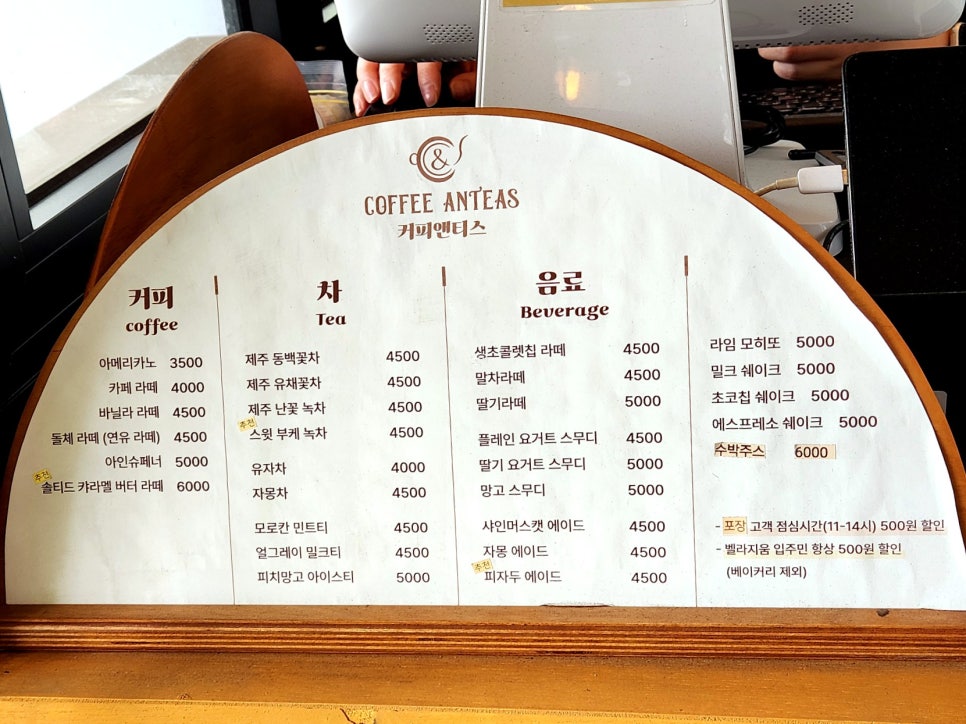 &
COFFEE ANTEAS
커피앤티스
커피
coffee
아메리카노 3500
카페 라떼 4000
바닐라 라떼 4500
돌체 라떼 (연유 라떼) 4500
아인슈페너 5000
추천
솔티드 캬라멜 버터 라떼 6000
차
Tea
제주 동백꽃차 4500
제주 유채꽃차 4500
제주 난꽃 녹차 4500
추천
스윗 부케 녹차 4500
유자차 4000
자몽차 4500
모로칸 민트티 4500
얼그레이 밀크티 4500
피치망고 아이스티 5000
음료
Beverage
생초콜렛칩 라떼 4500
말차라떼 4500
딸기라떼 5000
플레인 요거트 스무디 4500
딸기 요거트 스무디 5000
망고 스무디 5000
샤인머스캣 에이드 4500
자몽 에이드 4500
추천
피자두 에이드 4500
라임 모히또 5000
밀크 쉐이크 5000
초코칩 쉐이크 5000
에스프레소 쉐이크 5000
수박주스 6000
- 포장 고객 점심시간(11-14시) 500원 할인
- 벨라지움 입주민 항상 500원 할인
(베이커리 제외)